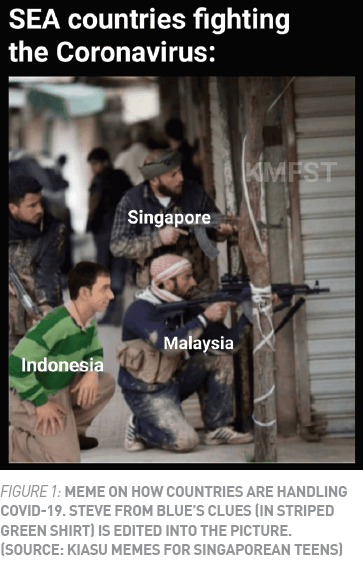 SEA countries fighting
the Coronavirus:
KMFST
Singapore
Malaysia
Indonesia
FIGURE 1: MEME ON HOW COUNTRIES ARE HANDLING
COVID-19. STEVE FROM BLUE'S CLUES (IN STRIPED
GREEN SHIRT) IS EDITED INTO THE PICTURE.
(SOURCE: KIASU MEMES FOR SINGAPOREAN TEENS)